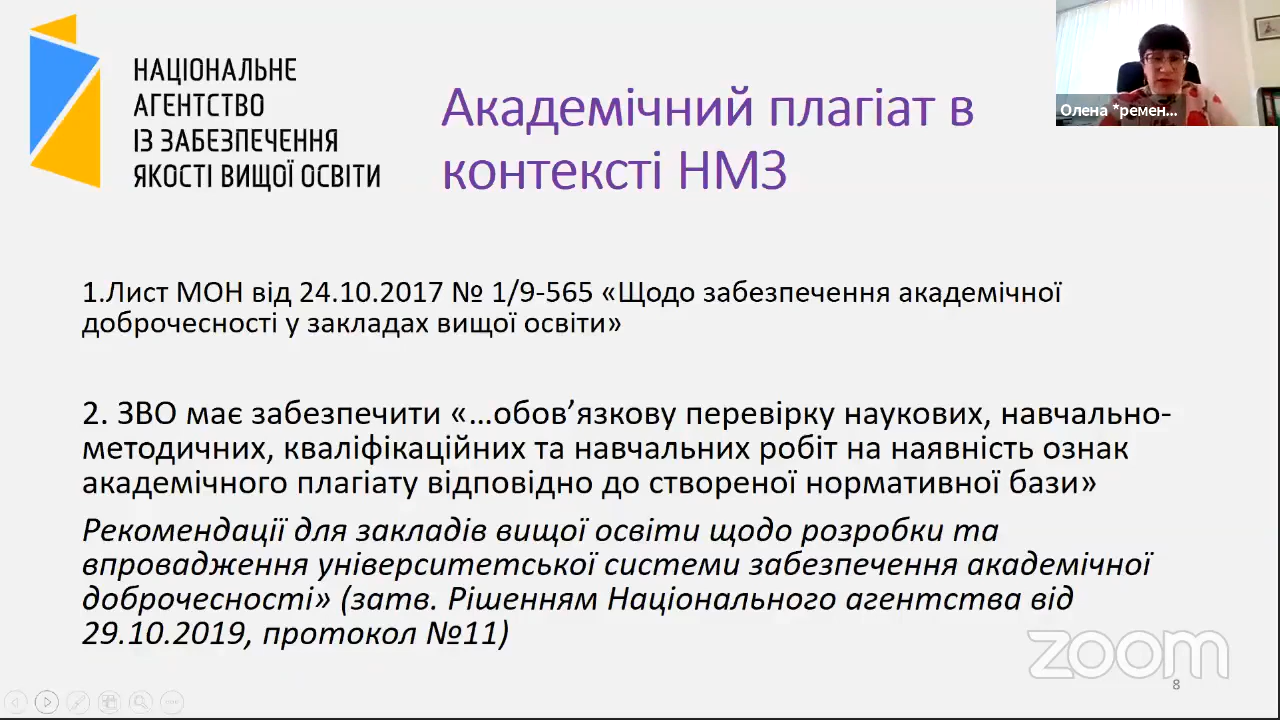 НАЦІОНАЛЬНЕ
АГЕНТСТВО
ІЗ ЗАБЕЗПЕЧЕННЯ
ЯКОСТІ ВИЩОЇ ОСВІТИ
Академічний плагіат в
контексті НМЗ
Олена *ремен...
1.Лист МОН від 24.10.2017 № 1/9-565 «Щодо забезпечення академічної
доброчесності у закладах вищої освіти»
2. ЗВО має забезпечити «…обов’язкову перевірку наукових, навчально-
методичних, кваліфікаційних та навчальних робіт на наявність ознак
академічного плагіату відповідно до створеної нормативної бази»
Рекомендації для закладів вищої освіти щодо розробки та
впровадження університетської системи забезпечення академічної
доброчесності» (затв. Рішенням Національного агентства від
29.10.2019, протокол №11)
zoom
8